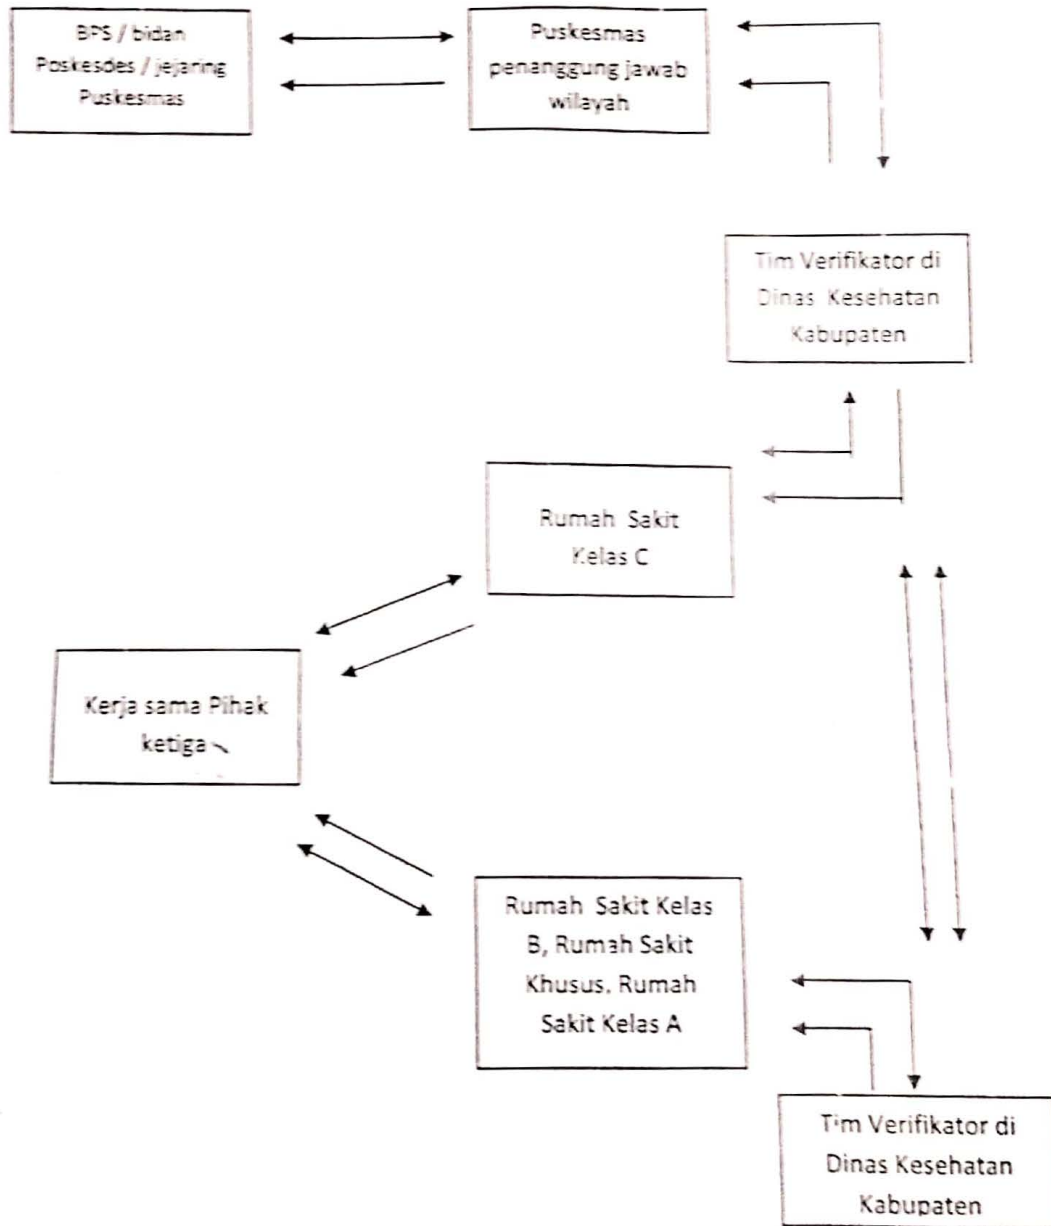 BPS / bidan
Poskesdes / jejaring
Puskesmas
Puskesmas
penanggung jawab
wilayah
Tim Verifikator di
Dinas Kesehatan
Kabupaten
Rumah Sakit
Kelas C
Kerja sama Pihak
ketiga
Rumah Sakit Kelas
B, Rumah Sakit
Khusus, Rumah
Sakit Kelas A
Tim Verifikator di
Dinas Kesehatan
Kabupaten